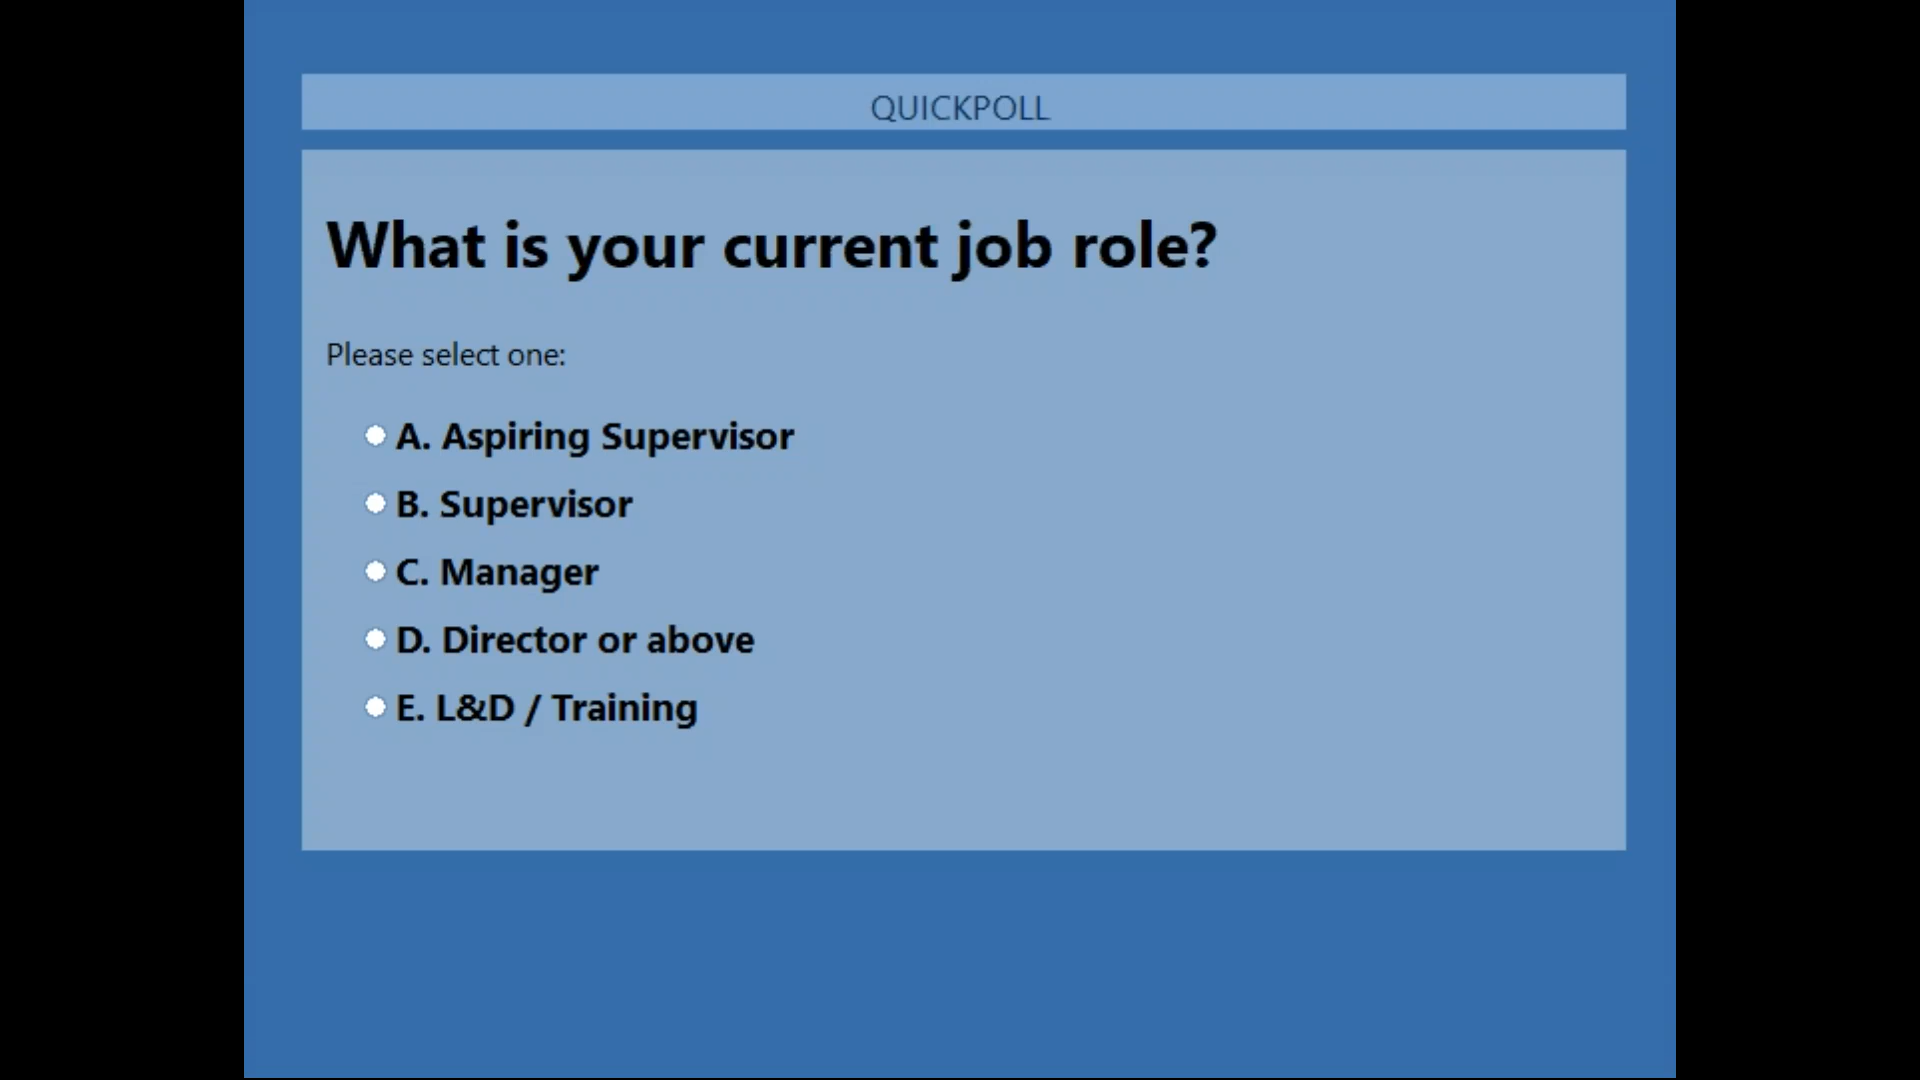 QUICKPOLL
What is your current job role?
Please select one:
A. Aspiring Supervisor
B. Supervisor
C. Manager
D. Director or above
E. L&D / Training